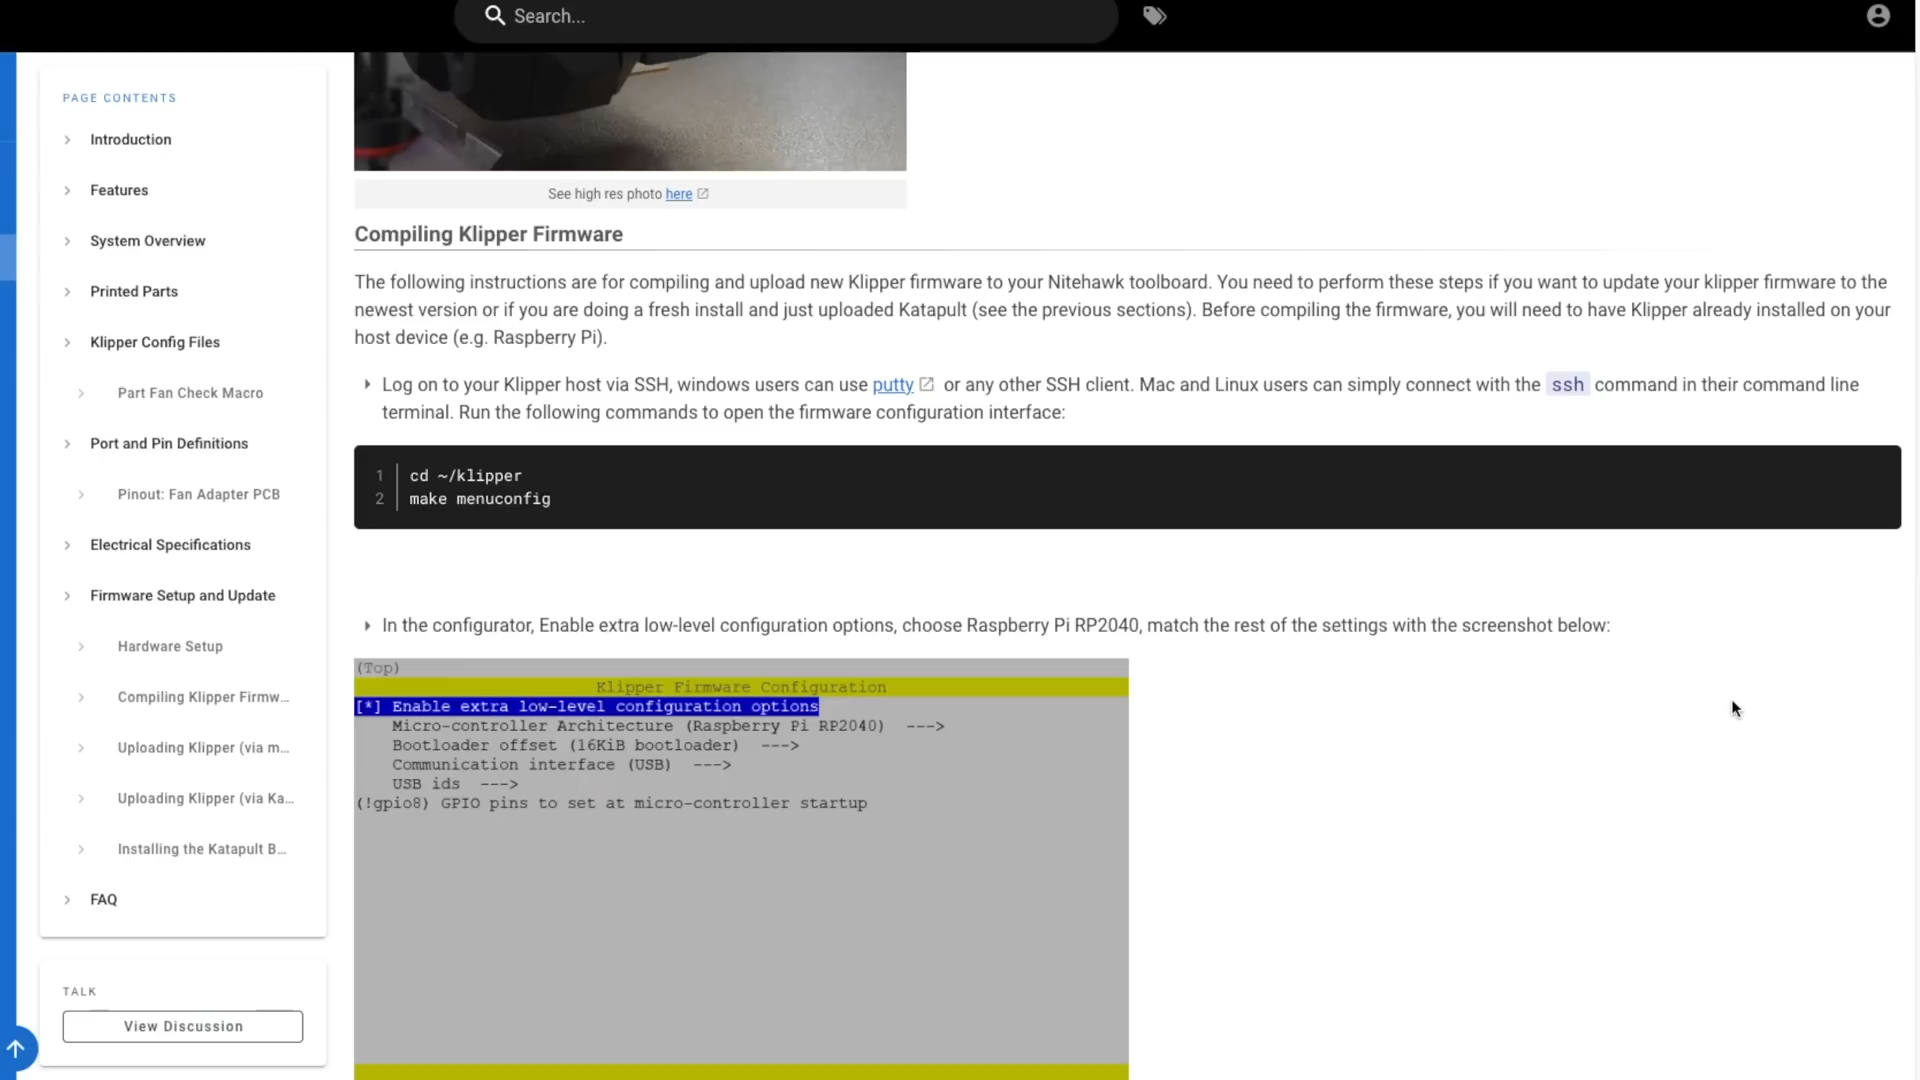 Search...
PAGE CONTENTS
Introduction
Features
System Overview
Printed Parts
Klipper Config Files
Part Fan Check Macro
Port and Pin Definitions
Pinout: Fan Adapter PCB
Electrical Specifications
Firmware Setup and Update
Hardware Setup
Compiling Klipper Firmw...
Uploading Klipper (via m...
Uploading Klipper (via Ka...
Installing the Katapult B...
FAQ
TALK
View Discussion
See high res photo here
Compiling Klipper Firmware
The following instructions are for compiling and upload new Klipper firmware to your Nitehawk toolboard. You need to perform these steps if you want to update your klipper firmware to the
newest version or if you are doing a fresh install and just uploaded Katapult (see the previous sections). Before compiling the firmware, you will need to have Klipper already installed on your
host device (e.g. Raspberry Pi).
Log on to your Klipper host via SSH, windows users can use putty or any other SSH client. Mac and Linux users can simply connect with the ssh command in their command line
terminal. Run the following commands to open the firmware configuration interface:
1 cd ~/klipper
2 make menuconfig
In the configurator, Enable extra low-level configuration options, choose Raspberry Pi RP2040, match the rest of the settings with the screenshot below:
(Top)
Klipper Firmware Configuration
[*] Enable extra low-level configuration options
Micro-controller Architecture (Raspberry Pi RP2040) --->
Bootloader offset (16KiB bootloader) --->
Communication interface (USB) --->
USB ids --->
(!gpio8) GPIO pins to set at micro-controller startup